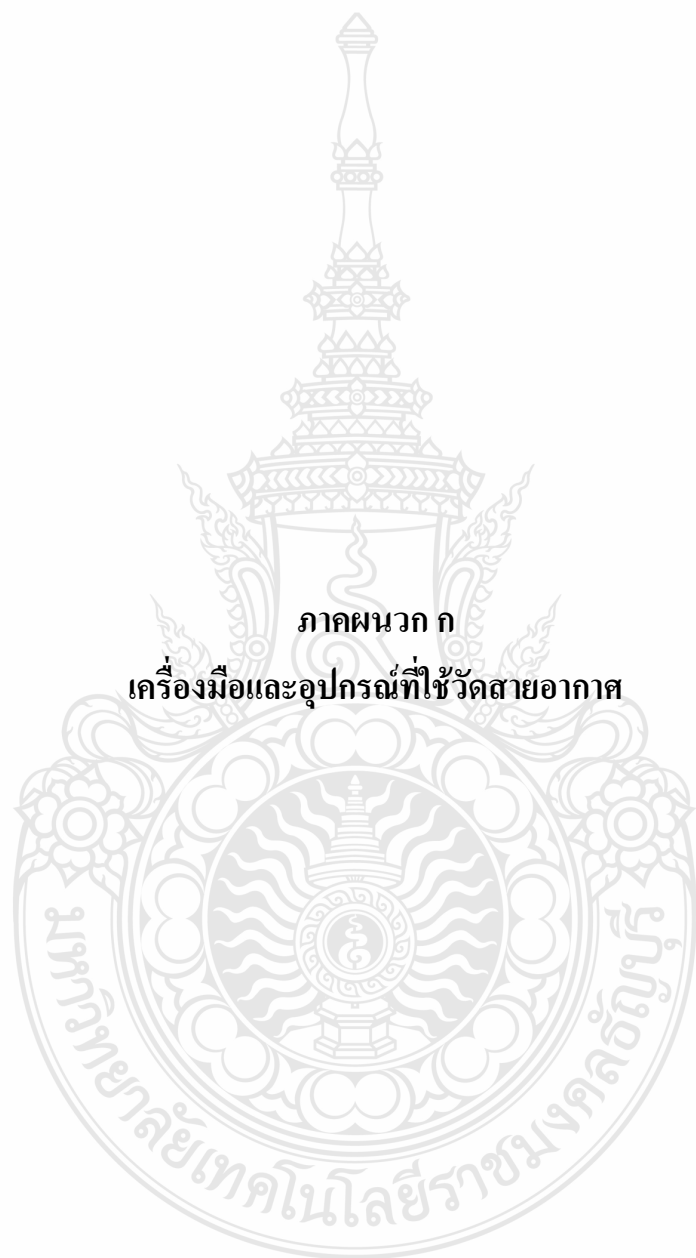 ภาคผนวก ก
เครื่องมือและอุปกรณ์ที่ใช้วัดสายอากาศ
มหาวิทยาลัยเทคโนโลยีราชมงคลธัญบุรี